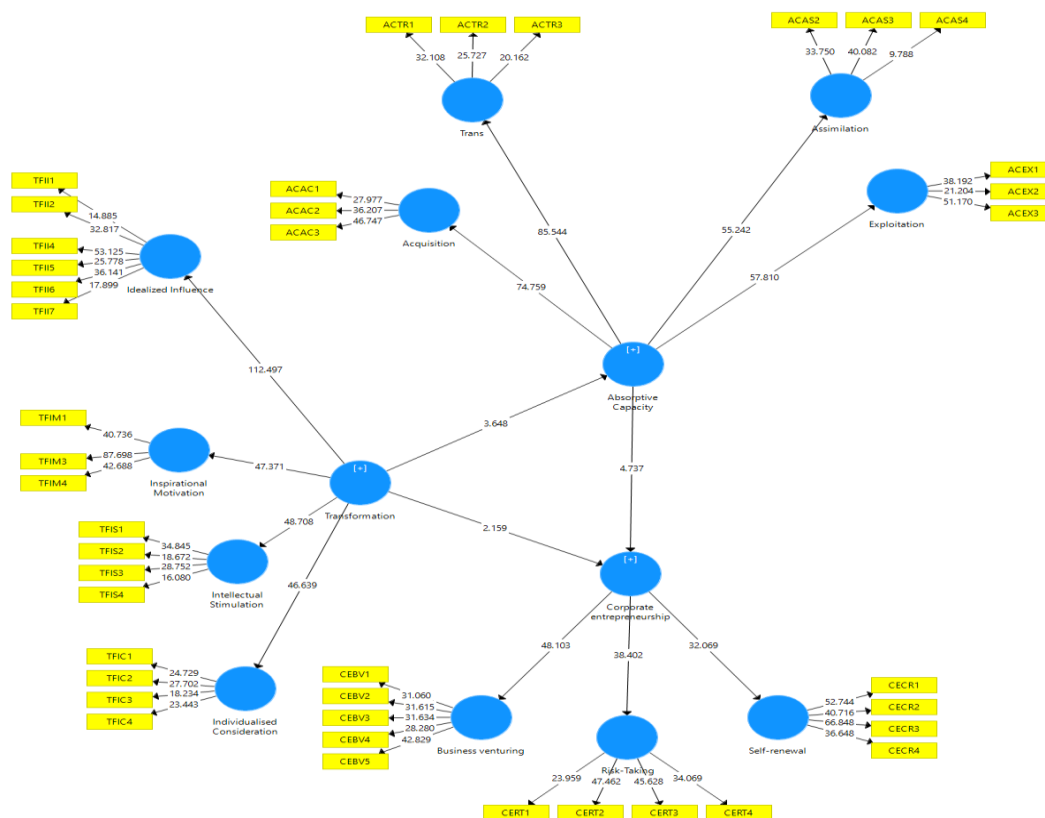 ACTR1
ACTR2
ACTR3
32.108
25.727
20.162
Trans
ACAS2
ACAS3
ACAS4
33.750
40.082
9.788
Assimilation
TFII1
TFII2
TFII4
TFII5
TFII6
TFII7
14.885
32.817
53.125
25.778
36.141
17.899
Idealized Influence
ACAC1
ACAC2
ACAC3
27.977
36.207
46.747
Acquisition
ACEX1
ACEX2
ACEX3
38.192
21.204
51.170
Exploitation
85.544
55.242
74.759
57.810
112.497
[+]
Absorptive
Capacity
3.648
4.737
TFIM1
TFIM3
TFIM4
40.736
87.698
42.688
Inspirational
Motivation
47.371
[+]
Transformation
2.159
48.708
46.639
TFIS1
TFIS2
TFIS3
TFIS4
34.845
18.672
28.752
16.080
Intellectual
Stimulation
[+]
Corporate
entrepreneurship
48.103
38.402
32.069
TFIC1
TFIC2
TFIC3
TFIC4
24.729
27.702
18.234
23.443
Individualised
Consideration
CEBV1
CEBV2
CEBV3
CEBV4
CEBV5
31.060
31.615
31.634
28.280
42.829
Business venturing
Risk-Taking
23.959
47.462
45.628
34.069
CERT1
CERT2
CERT3
CERT4
Self-renewal
52.744
40.716
66.848
36.648
CECR1
CECR2
CECR3
CECR4